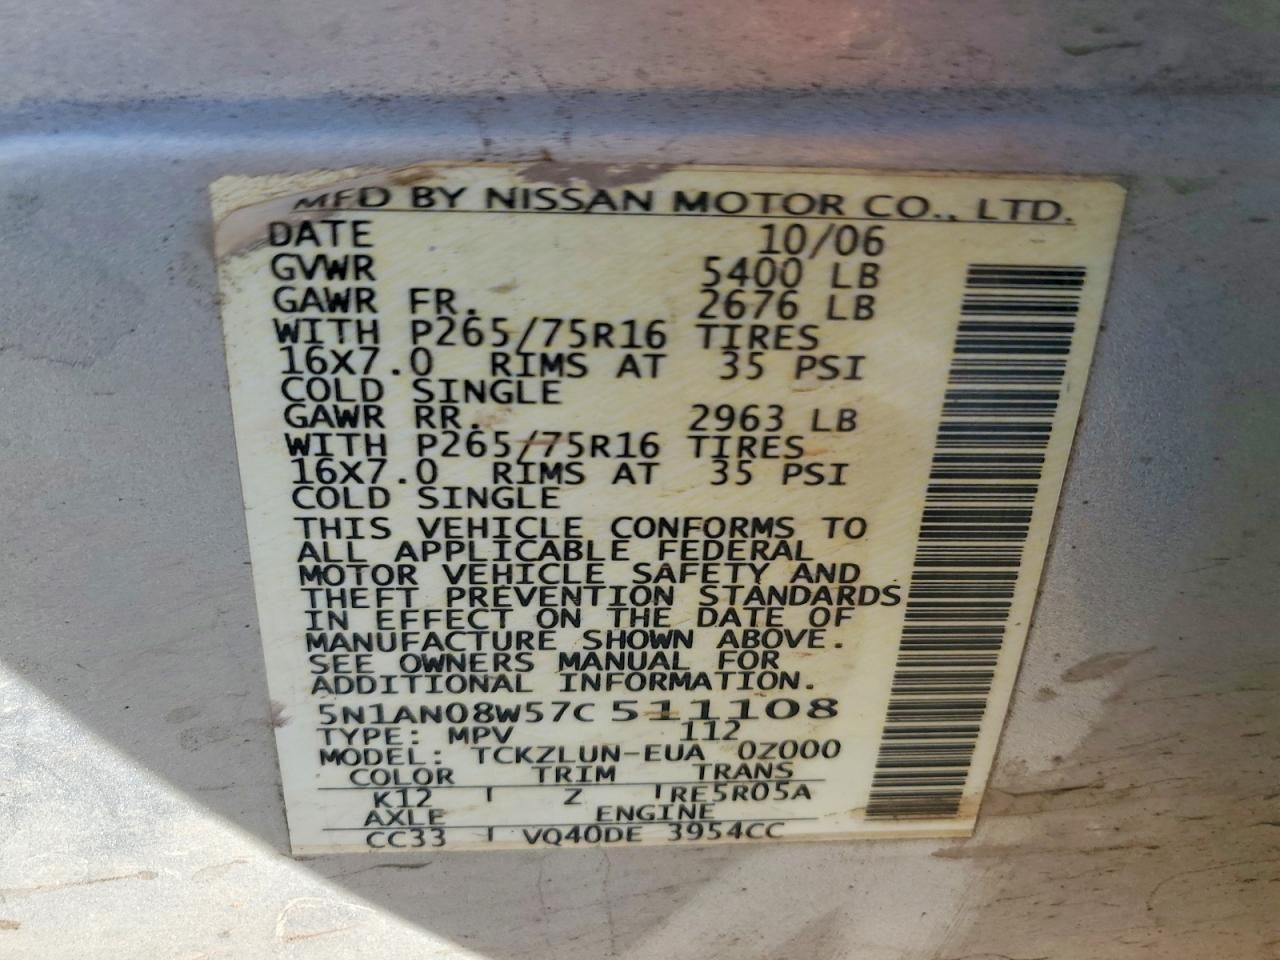 MFD BY NISSAN MOTOR CO., LTD.
DATE 10/06
GVWR 5400 LB
GAWR FR. 2676 LB
WITH P265/75R16 TIRES
16X7.0 RIMS AT 35 PSI
COLD SINGLE
GAWR RR. 2963 LB
WITH P265/75R16 TIRES
16X7.0 RIMS AT 35 PSI
COLD SINGLE
THIS VEHICLE CONFORMS TO
ALL APPLICABLE FEDERAL
MOTOR VEHICLE SAFETY AND
THEFT PREVENTION STANDARDS
IN EFFECT ON THE DATE OF
MANUFACTURE SHOWN ABOVE.
SEE OWNERS MANUAL FOR
ADDITIONAL INFORMATION.
5N1AN08W57C511108
TYPE: MPV 112
MODEL: TCKZLUN-EUA 0Z000
COLOR TRIM TRANS
K12 Z RE5R05A
AXLE ENGINE
CC33 VQ40DE 3954CC